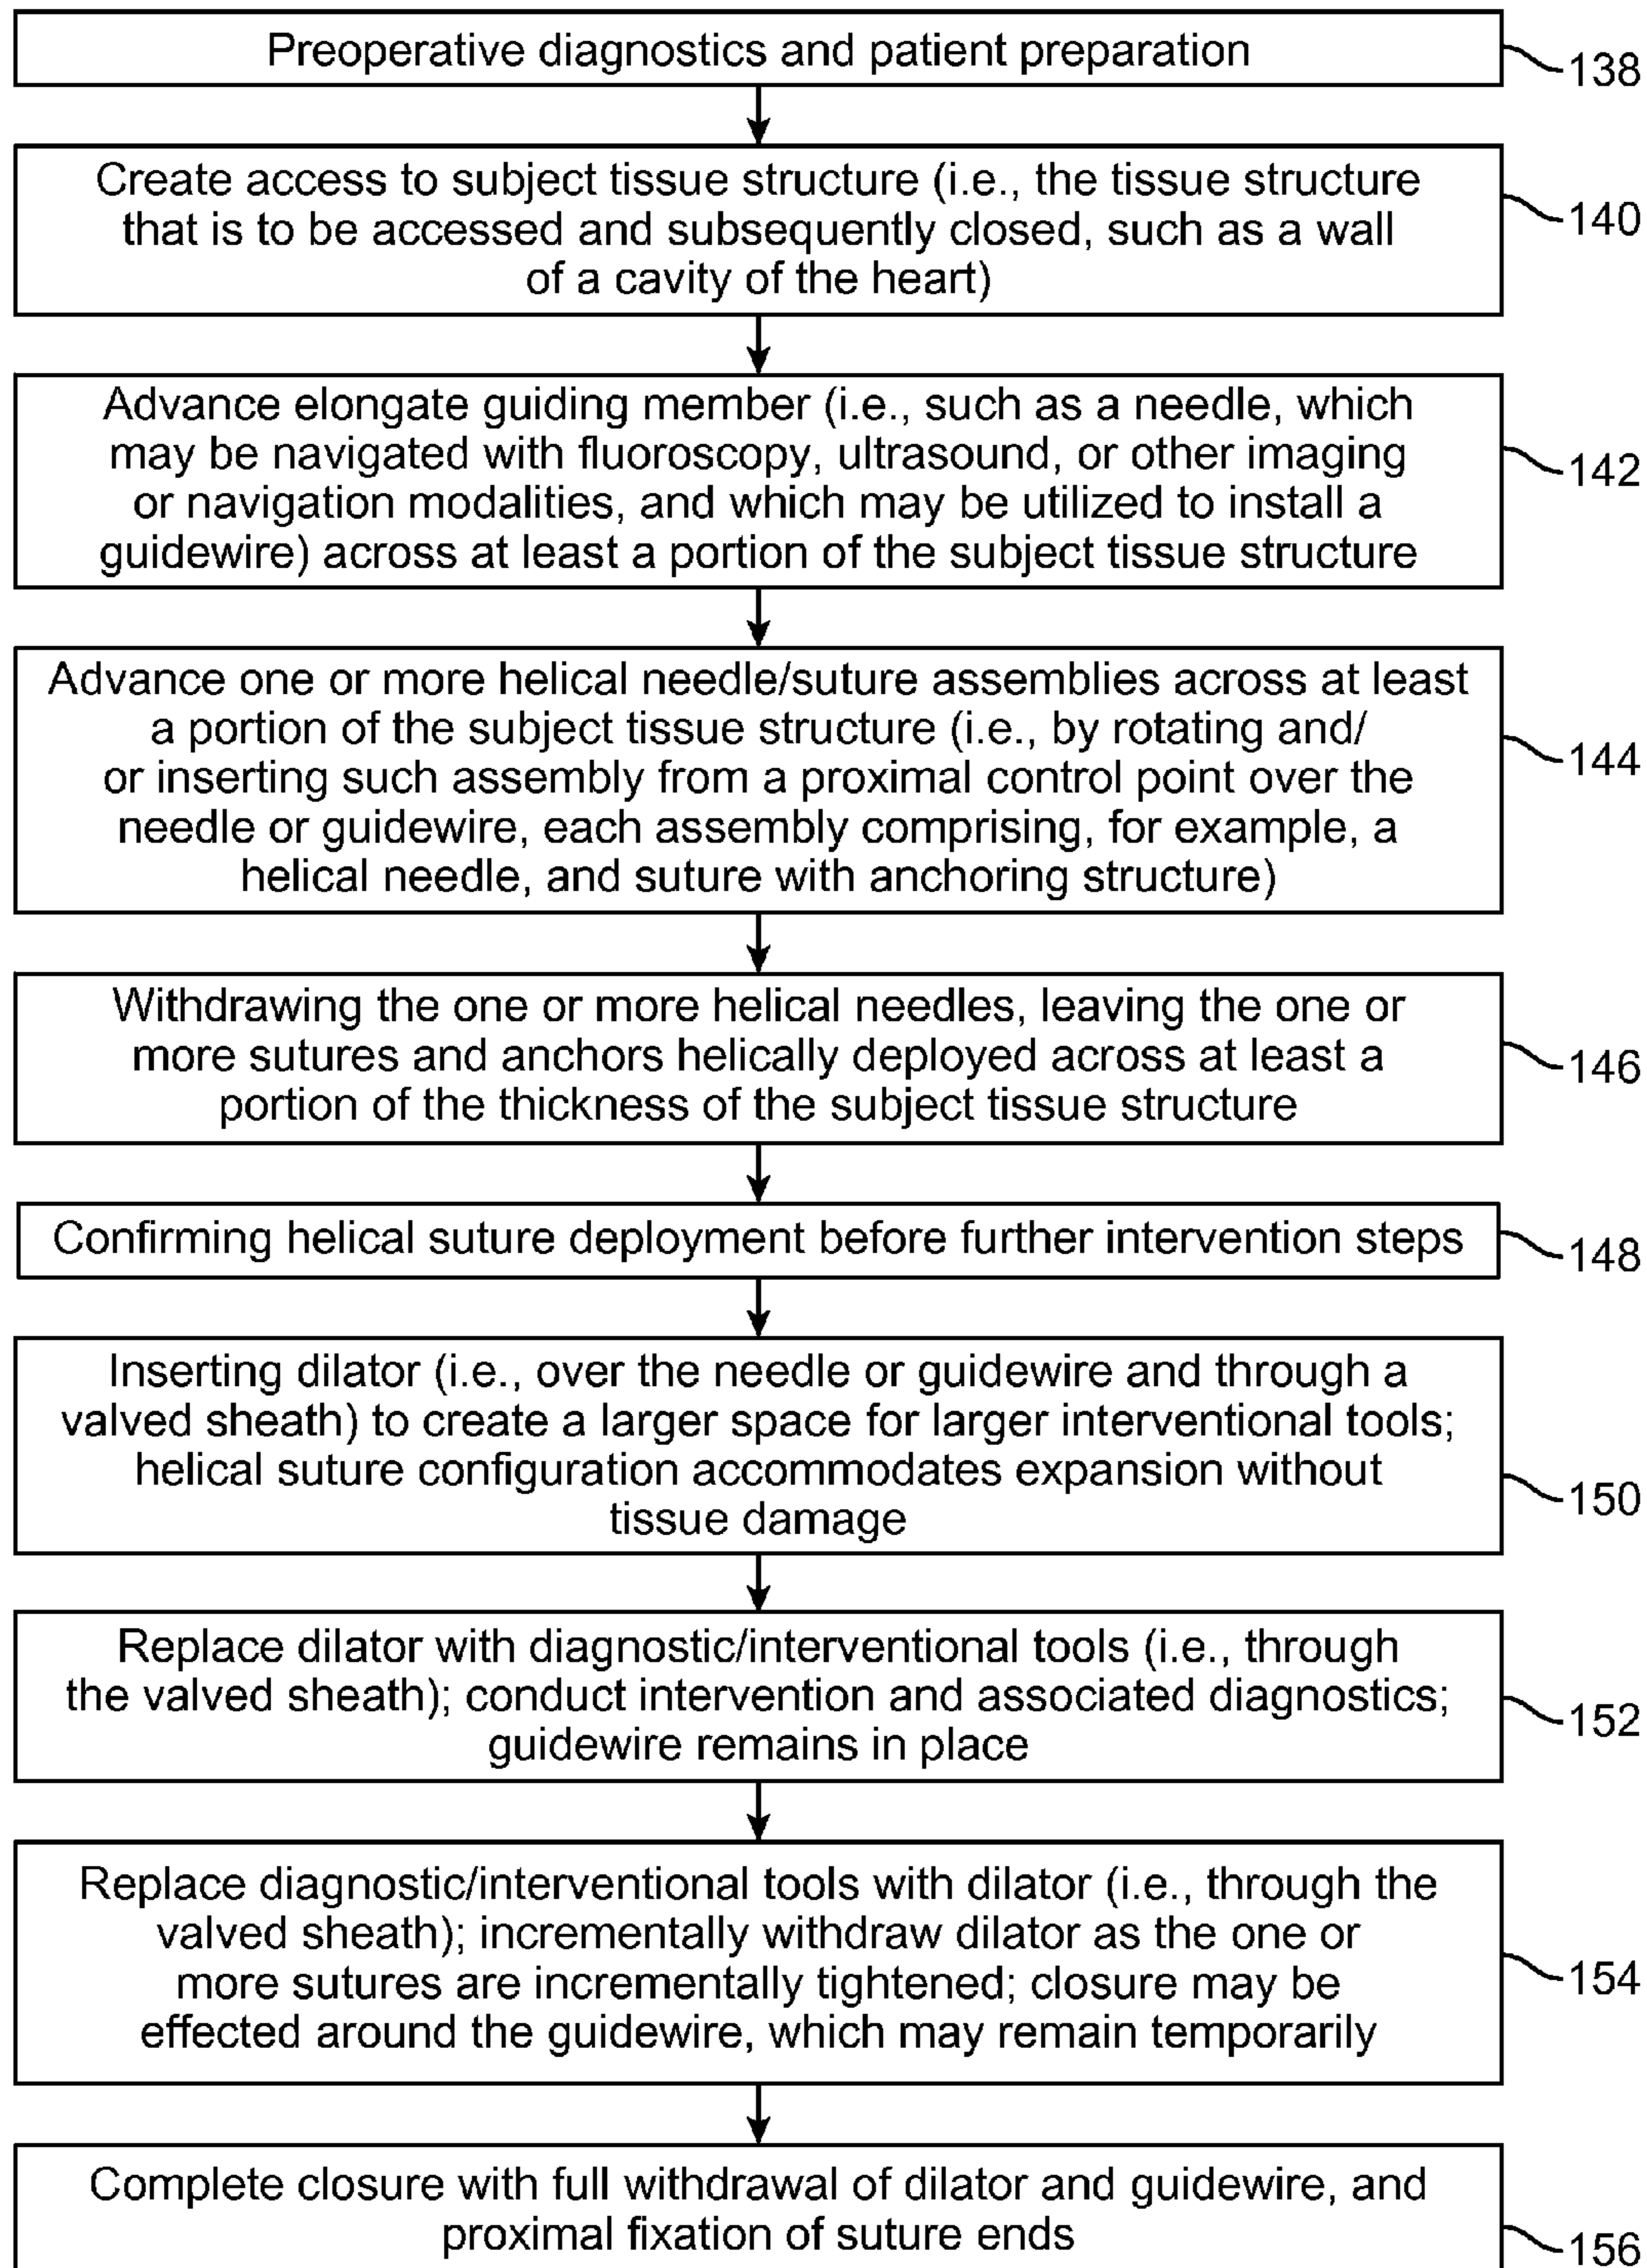 Preoperative diagnostics and patient preparation
138
Create access to subject tissue structure (i.e., the tissue structure
that is to be accessed and subsequently closed, such as a wall
of a cavity of the heart)
140
Advance elongate guiding member (i.e., such as a needle, which
may be navigated with fluoroscopy, ultrasound, or other imaging
or navigation modalities, and which may be utilized to install a
guidewire) across at least a portion of the subject tissue structure
142
Advance one or more helical needle/suture assemblies across at least
a portion of the subject tissue structure (i.e., by rotating and/
or inserting such assembly from a proximal control point over the
needle or guidewire, each assembly comprising, for example, a
helical needle, and suture with anchoring structure)
144
Withdrawing the one or more helical needles, leaving the one or
more sutures and anchors helically deployed across at least a
portion of the thickness of the subject tissue structure
146
Confirming helical suture deployment before further intervention steps
148
Inserting dilator (i.e., over the needle or guidewire and through a
valved sheath) to create a larger space for larger interventional tools;
helical suture configuration accommodates expansion without
tissue damage
150
Replace dilator with diagnostic/interventional tools (i.e., through
the valved sheath); conduct intervention and associated diagnostics;
guidewire remains in place
152
Replace diagnostic/interventional tools with dilator (i.e., through the
valved sheath); incrementally withdraw dilator as the one or
more sutures are incrementally tightened; closure may be
effected around the guidewire, which may remain temporarily
154
Complete closure with full withdrawal of dilator and guidewire, and
proximal fixation of suture ends
156